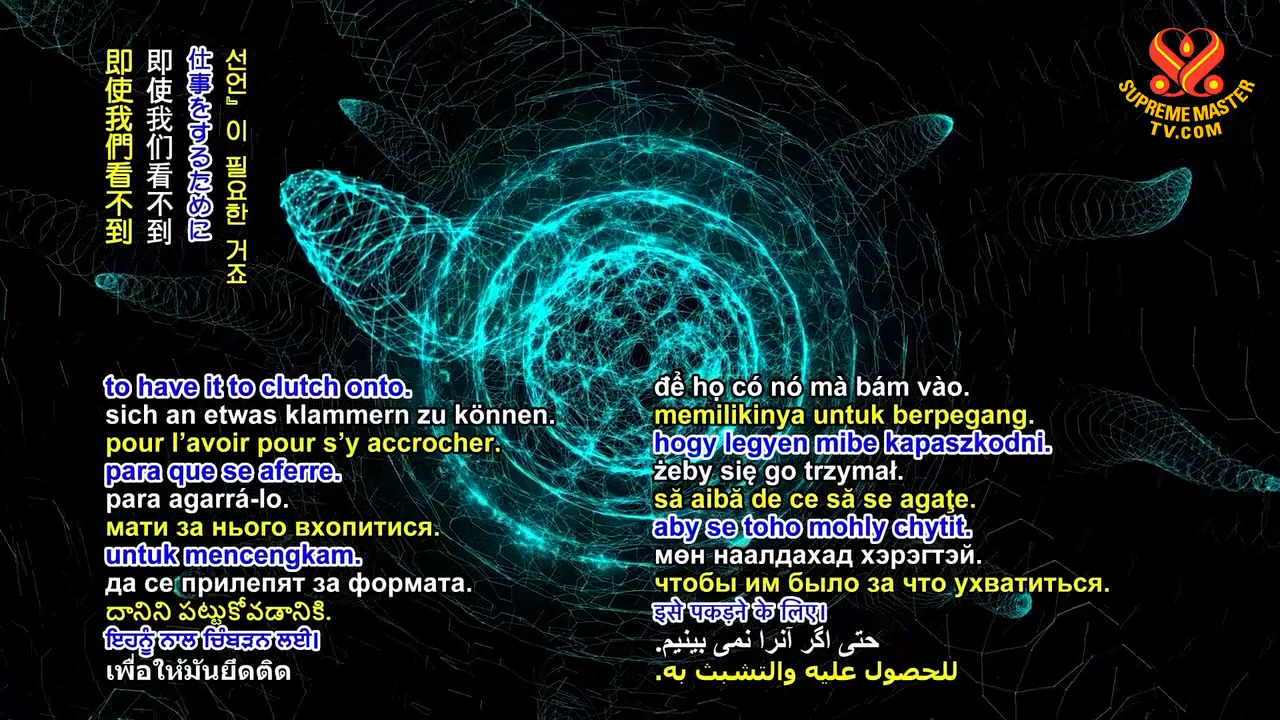 即使我們看不到
即使我们看不到
仕事をするために
선언』이 필요한 거죠
SUPREME MASTER
TV.COM
to have it to clutch onto.
sich an etwas klammern zu können.
pour l’avoir pour s’y accrocher.
para que se aferre.
para agarrá-lo.
мати за нього вхопитися.
untuk mencengkam.
да се прилепят за формата.
దానిని పట్టుకోవడానికి.
ਇਹਨੂੰ ਨਾਲ ਚਿੰਬੜਨ ਲਈ।
เพื่อให้มันยึดติด
để họ có nó mà bám vào.
memilikinya untuk berpegang.
hogy legyen mibe kapaszkodni.
żeby się go trzymał.
să aibă de ce să se agaţe.
aby se toho mohly chytit.
мөн наалдахад хэрэгтэй.
чтобы им было за что ухватиться.
इसे पकड़ने के लिए।
حتی اگر آنرا نمی بینیم.
للحصول عليه والتشبث به.